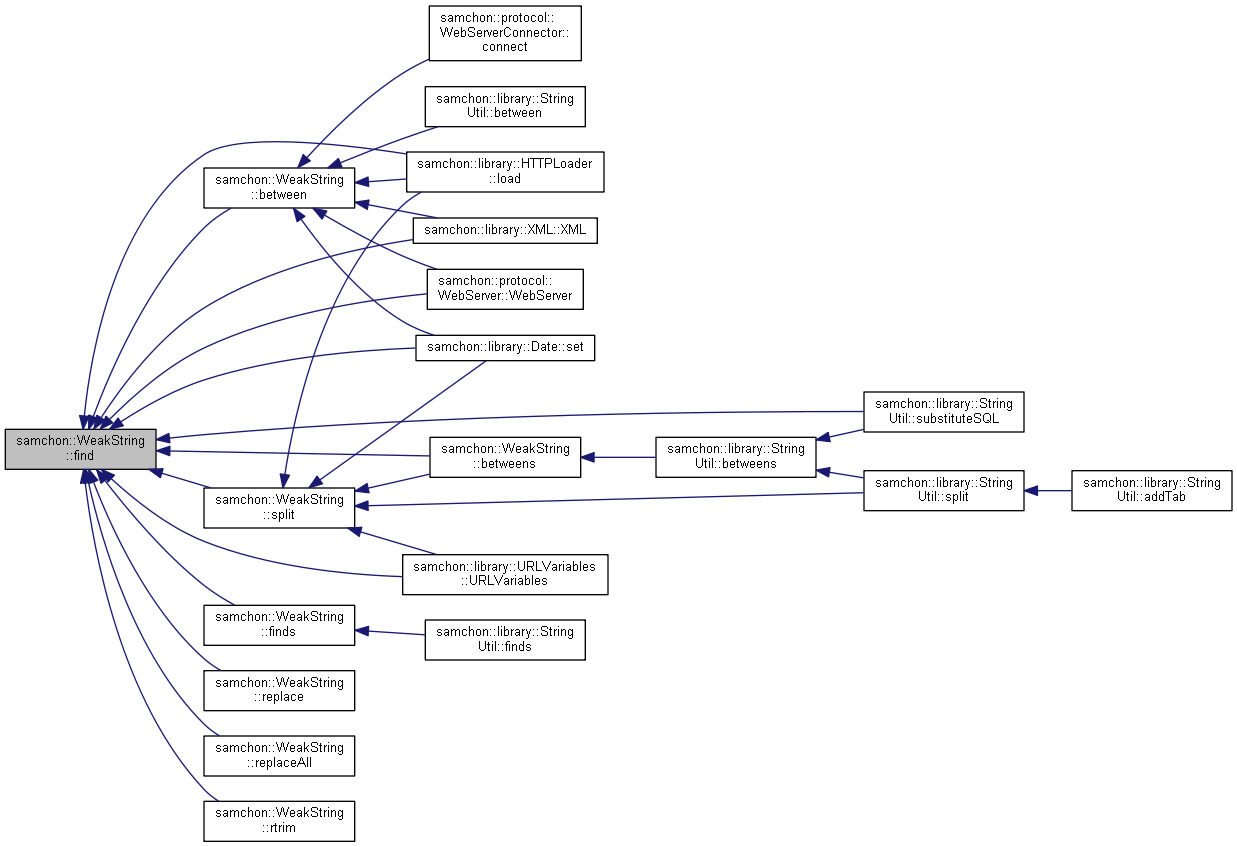 samchon::protocol::
WebServerConnector::
connect
samchon::library::String
Util::between
samchon::library::HTTPLoader
::load
samchon::WeakString
::between
samchon::library::XML::XML
samchon::protocol::
WebServer::WebServer
samchon::library::Date::set
samchon::library::String
Util::substituteSQL
samchon::WeakString
::find
samchon::WeakString
::betweens
samchon::library::String
Util::betweens
samchon::library::String
Util::split
samchon::library::String
Util::addTab
samchon::WeakString
::split
samchon::library::URLVariables
::URLVariables
samchon::WeakString
::finds
samchon::library::String
Util::finds
samchon::WeakString
::replace
samchon::WeakString
::replaceAll
samchon::WeakString
::rtrim